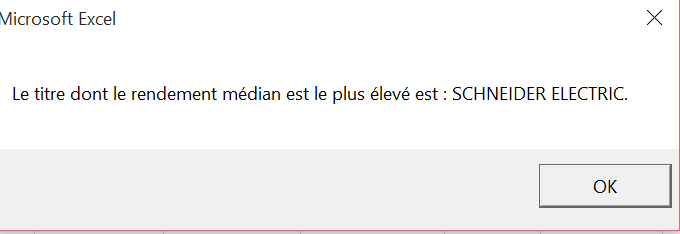 Microsoft Excel
Le titre dont le rendement médian est le plus élevé est : SCHNEIDER ELECTRIC.
OK